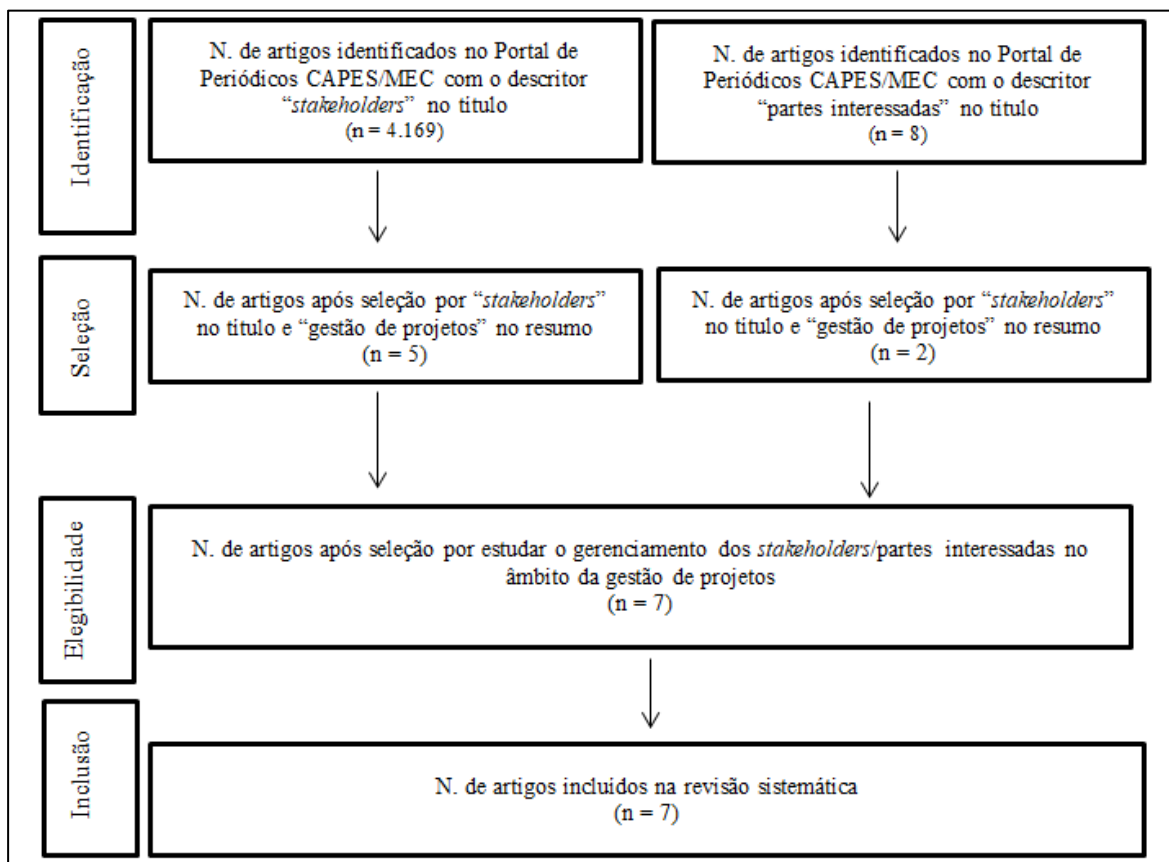 Identificação
N. de artigos identificados no Portal de
Periódicos CAPES/MEC com o descritor
“stakeholders” no titulo
(n = 4.169)
N. de artigos identificados no Portal de
Periódicos CAPES/MEC com o descritor
“partes interessadas” no titulo
(n = 8)
Seleção
N. de artigos após seleção por “stakeholders”
no titulo e “gestão de projetos” no resumo
(n = 5)
N. de artigos após seleção por “stakeholders”
no titulo e “gestão de projetos” no resumo
(n = 2)
Elegibilidade
N. de artigos após seleção por estudar o gerenciamento dos stakeholders/partes interessadas no
âmbito da gestão de projetos
(n = 7)
Inclusão
N. de artigos incluídos na revisão sistemática
(n = 7)